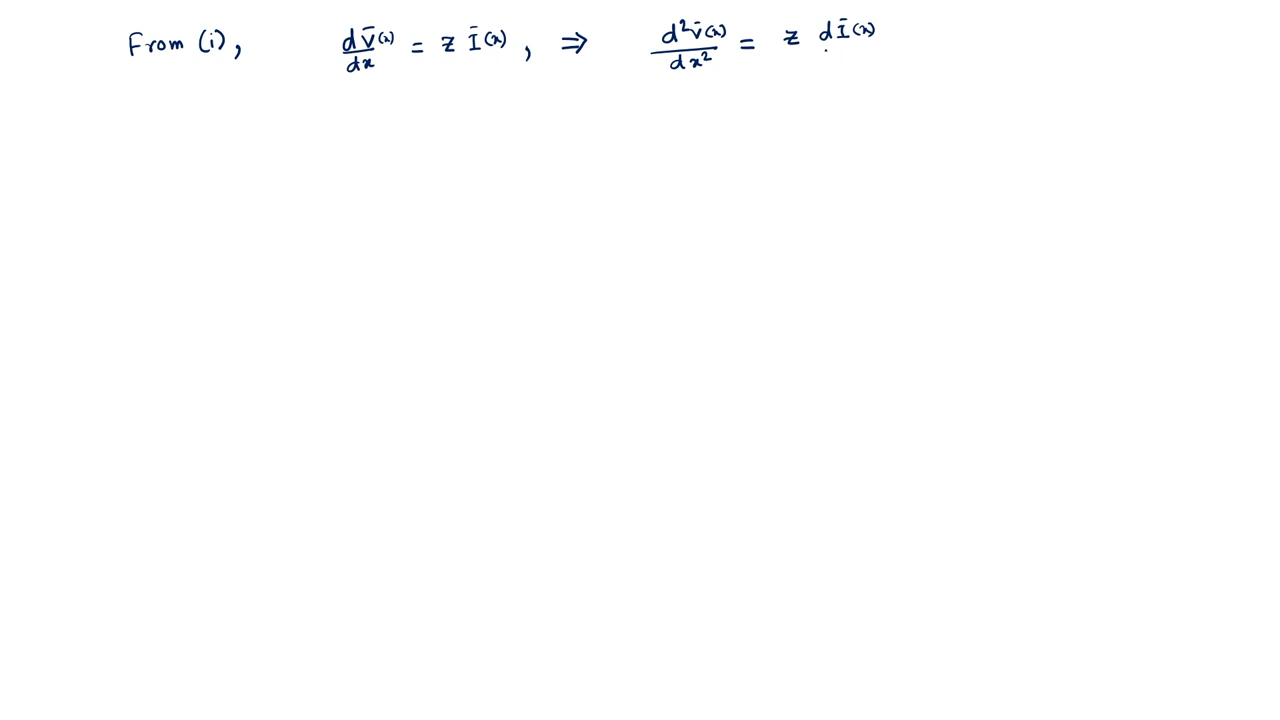 From (i), dV̄(x)/dx = z Ī(x), ⇒ d²V̄(x)/dx² = z dĪ(x)